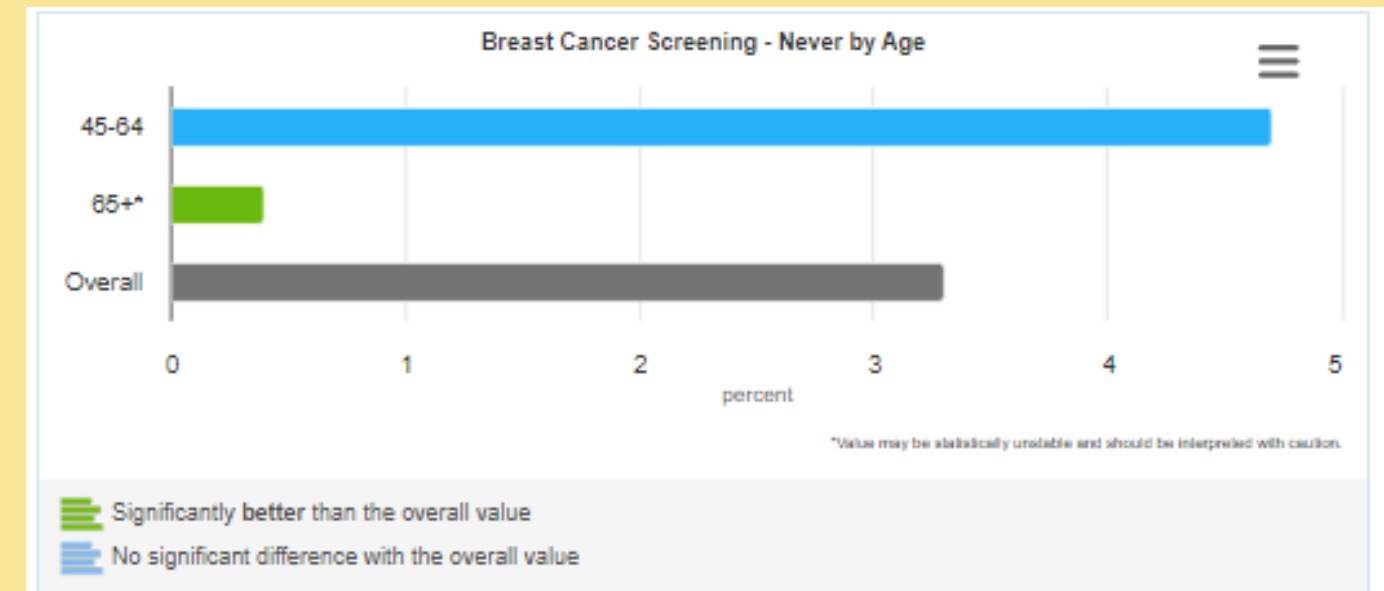 Breast Cancer Screening - Never by Age
45-64
65+*
Overall
0 1 2 3 4 5
percent
*Value may be statistically unstable and should be interpreted with caution.
Significantly better than the overall value
No significant difference with the overall value